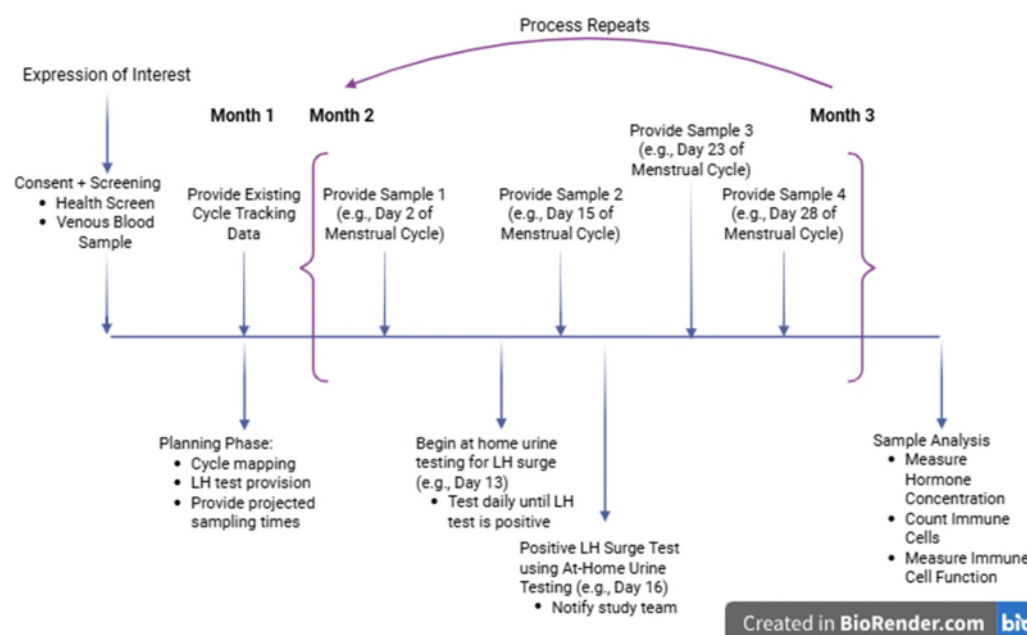 Process Repeats
Expression of Interest
Month 1
Month 2
Month 3
Consent + Screening
• Health Screen
• Venous Blood
Sample
Provide Existing
Cycle Tracking
Data
Provide Sample 1
(e.g., Day 2 of
Menstrual Cycle)
Provide Sample 2
(e.g., Day 15 of
Menstrual Cycle)
Provide Sample 3
(e.g., Day 23 of
Menstrual Cycle)
Provide Sample 4
(e.g., Day 28 of
Menstrual Cycle)
Planning Phase:
• Cycle mapping
• LH test provision
• Provide projected
sampling times
Begin at home urine
testing for LH surge
(e.g., Day 13)
• Test daily until LH
test is positive
Positive LH Surge Test
using At-Home Urine
Testing (e.g., Day 16)
• Notify study team
Sample Analysis
• Measure
Hormone
Concentration
• Count Immune
Cells
• Measure Immune
Cell Function
Created in BioRender.com bio